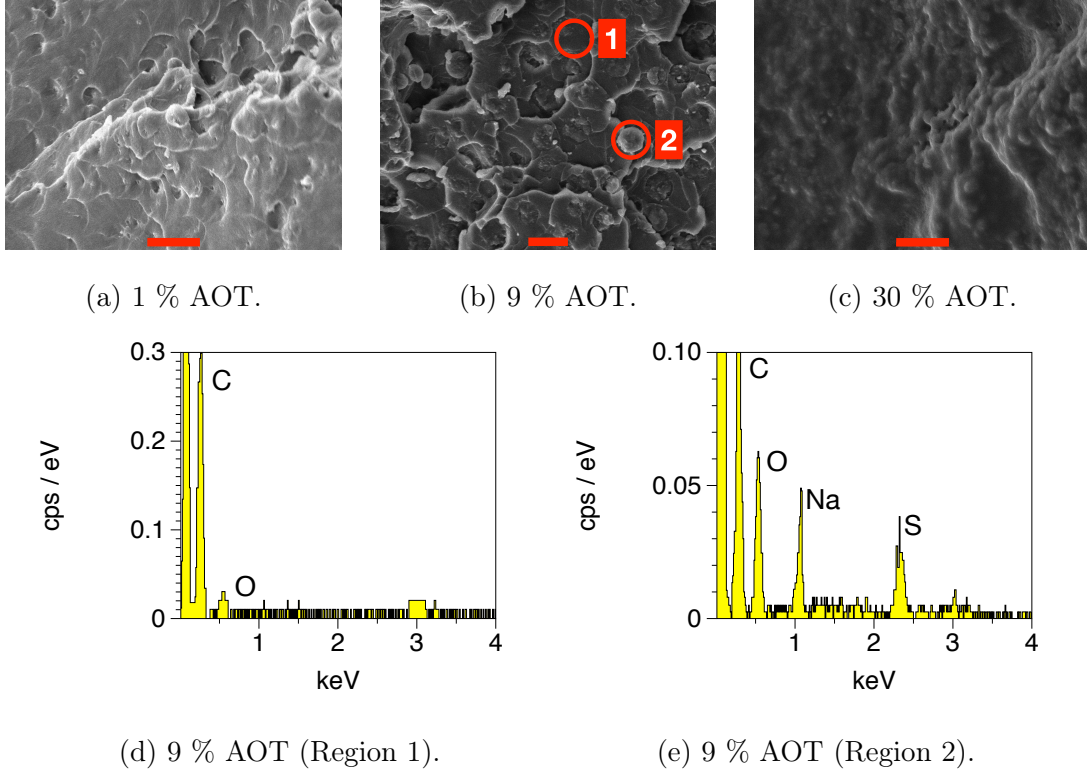 1
2
(a) 1 % AOT.
(b) 9 % AOT.
(c) 30 % AOT.
0.3
0.2
0.1
0
cps / eV
C
O
1
2
3
4
keV
0.10
0.05
0
cps / eV
C
O
Na
S
1
2
3
4
keV
(d) 9 % AOT (Region 1).
(e) 9 % AOT (Region 2).